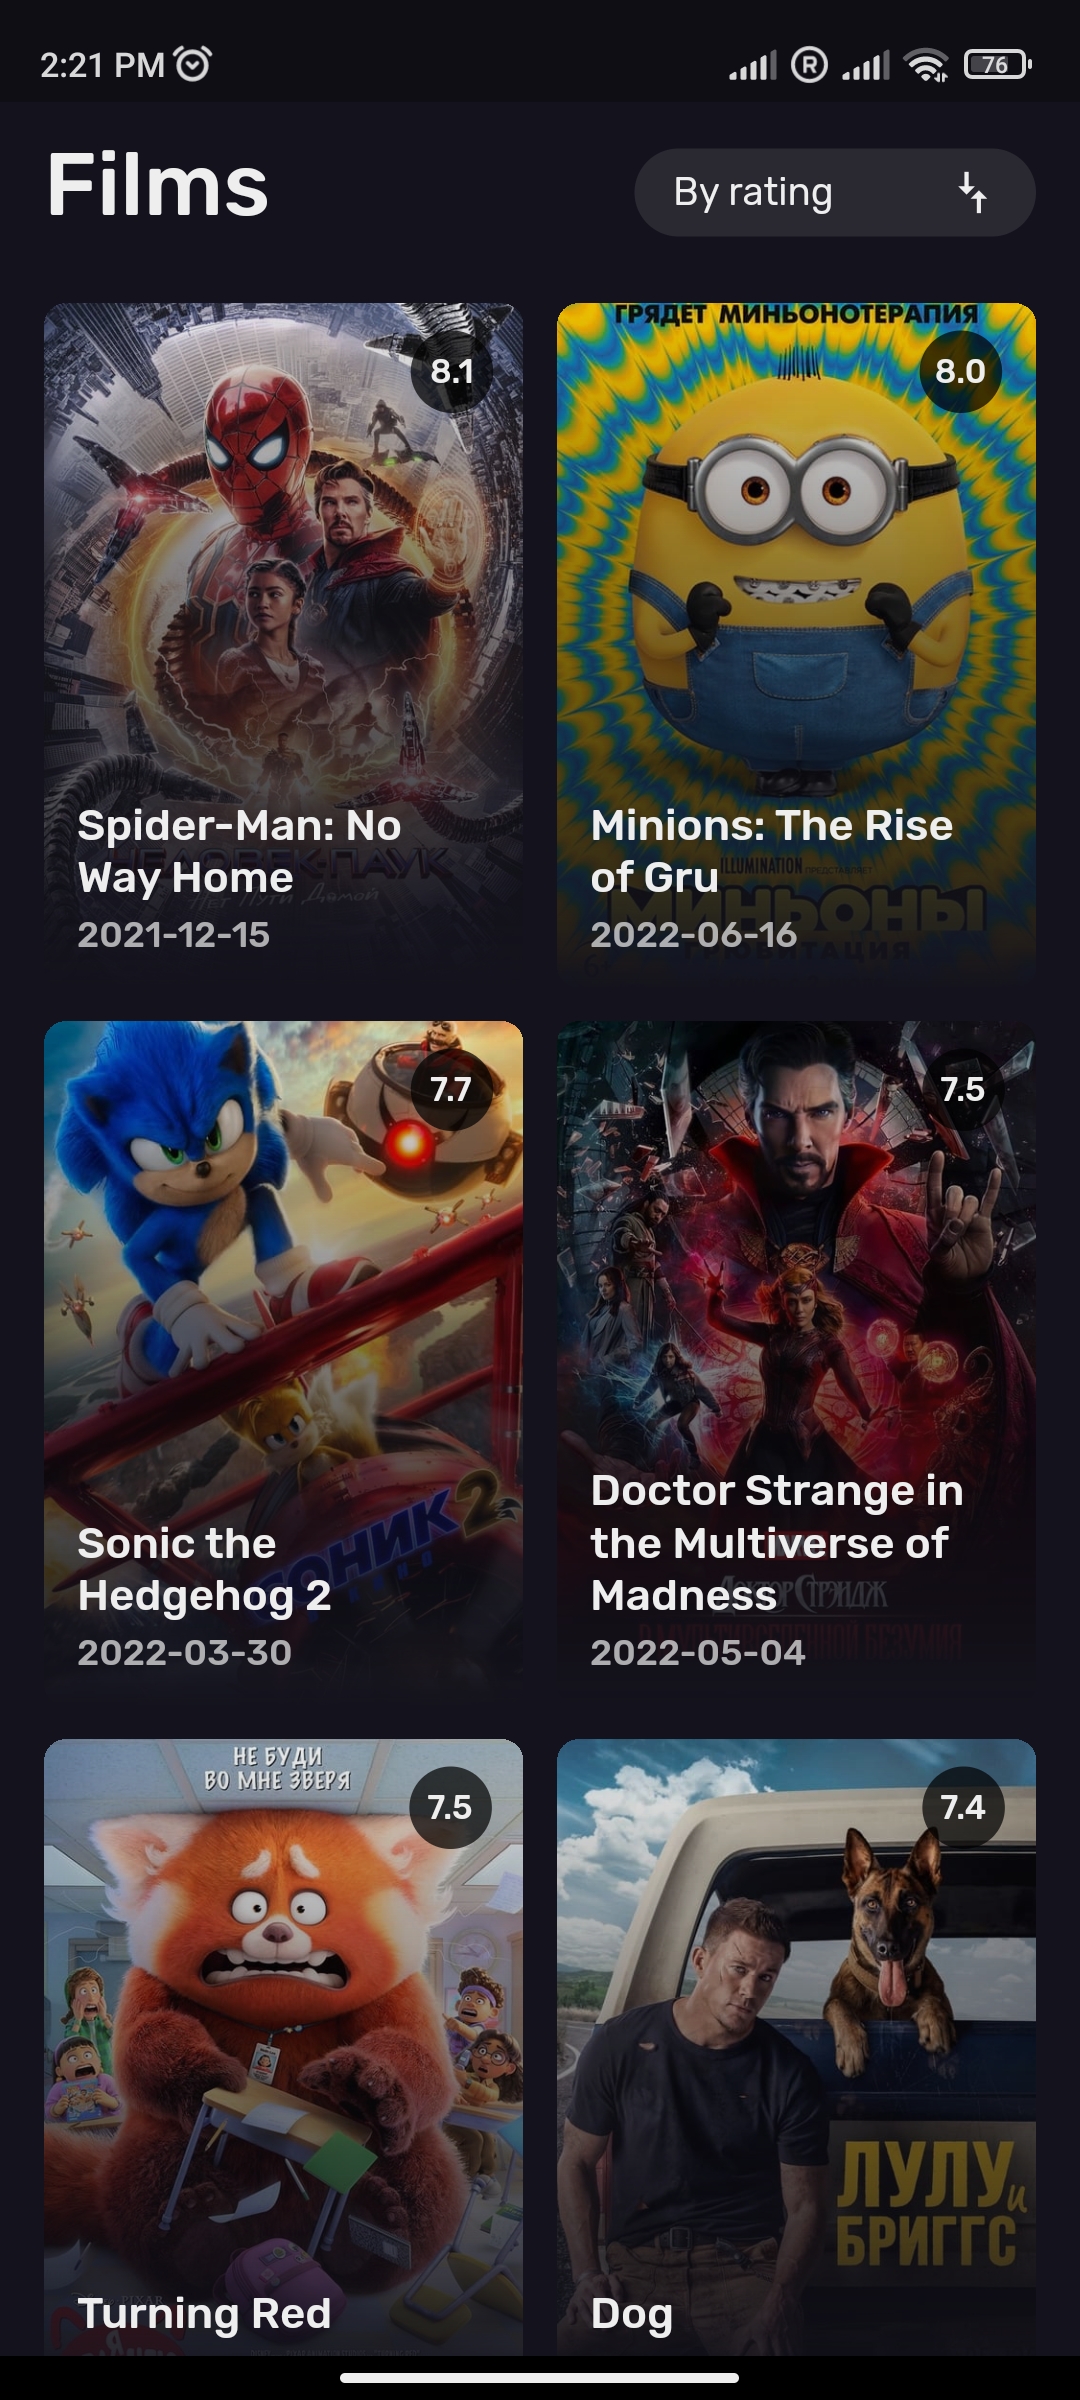 2:21 PM
R
76
Films
By rating
ГРЯДЕТ МИНЬОНОТЕРАПИЯ
8.1
8.0
Spider-Man: No
Way Home
ЧЕЛОВЕК-ПАУК
Нет Пути Домой
2021-12-15
Minions: The Rise
of Gru
ILLUMINATION ПРЕДСТАВЛЯЕТ
МИНЬОНЫ
ГРЮВИТАЦИЯ
6+
2022-06-16
7.7
7.5
СОНИК 2
Sonic the
Hedgehog 2
2022-03-30
Doctor Strange in
the Multiverse of
Madness
ДОКТОР СТРЭНДЖ
В МУЛЬТИВСЕЛЕННОЙ БЕЗУМИЯ
2022-05-04
НЕ БУДИ
ВО МНЕ ЗВЕРЯ
7.5
7.4
ЛУЛУ и
БРИГГС
PIXAR
Turning Red
Dog